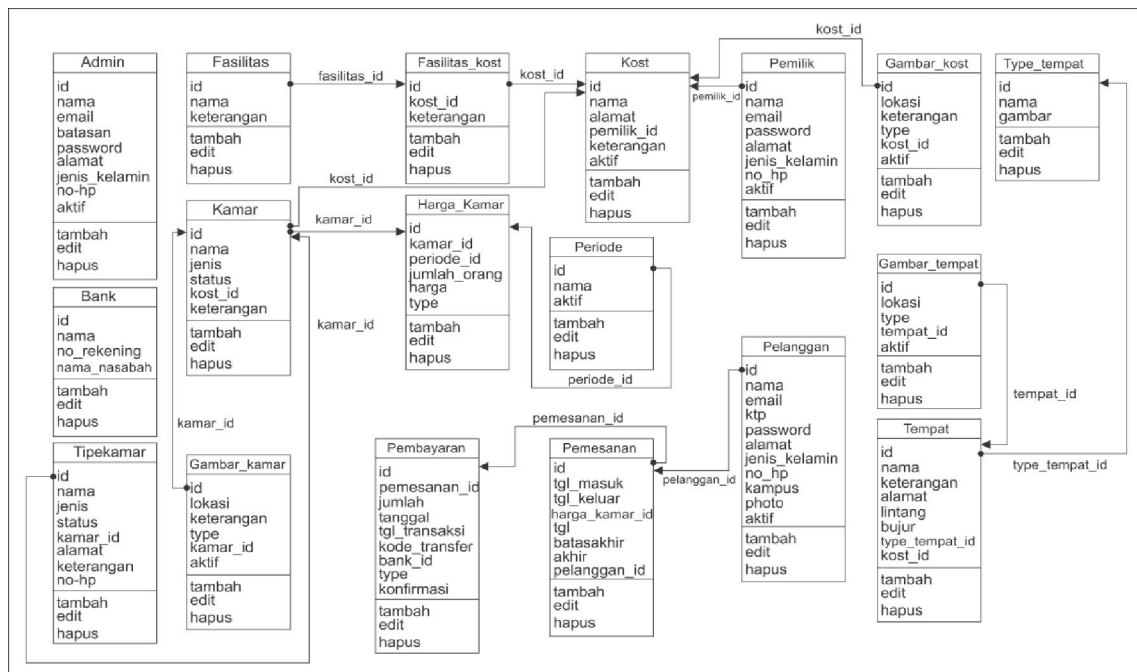 kost_id
Admin
id
nama
email
batasan
password
alamat
jenis_kelamin
no-hp
aktif
tambah
edit
hapus
Fasilitas
id
nama
keterangan
tambah
edit
hapus
fasilitas_id
Fasilitas_kost
id
kost_id
keterangan
tambah
edit
hapus
kost_id
Kost
id
nama
alamat
pemilik_id
keterangan
aktif
tambah
edit
hapus
pemilik_id
Pemilik
id
nama
email
password
alamat
jenis_kelamin
no_hp
aktif
tambah
edit
hapus
Gambar_kost
id
lokasi
keterangan
type
kost_id
aktif
tambah
edit
hapus
Type_tempat
id
nama
gambar
tambah
edit
hapus
kost_id
Kamar
id
nama
jenis
status
kost_id
keterangan
tambah
edit
hapus
kamar_id
Harga_Kamar
id
kamar_id
periode_id
jumlah_orang
harga
type
tambah
edit
hapus
Periode
id
nama
aktif
tambah
edit
hapus
periode_id
Gambar_tempat
id
lokasi
type
tempat_id
aktif
tambah
edit
hapus
tempat_id
Bank
id
nama
no_rekening
nama_nasabah
tambah
edit
hapus
kamar_id
kamar_id
Tipekamar
id
nama
jenis
status
kamar_id
alamat
keterangan
no-hp
tambah
edit
hapus
Gambar_kamar
id
lokasi
keterangan
type
kamar_id
aktif
tambah
edit
hapus
pemesanan_id
Pembayaran
id
pemesanan_id
jumlah
tanggal
tgl_transaksi
kode_transfer
bank_id
type
konfirmasi
tambah
edit
hapus
Pemesanan
id
tgl_masuk
tgl_keluar
harga_kamar_id
tgl
batasakhir
akhir
pelanggan_id
tambah
edit
hapus
pelanggan_id
Pelanggan
id
nama
email
ktp
password
alamat
jenis_kelamin
no_hp
kampus
photo
aktif
tambah
edit
hapus
Tempat
id
nama
keterangan
alamat
lintang
bujur
type_tempat_id
kost_id
tambah
edit
hapus
type_tempat_id